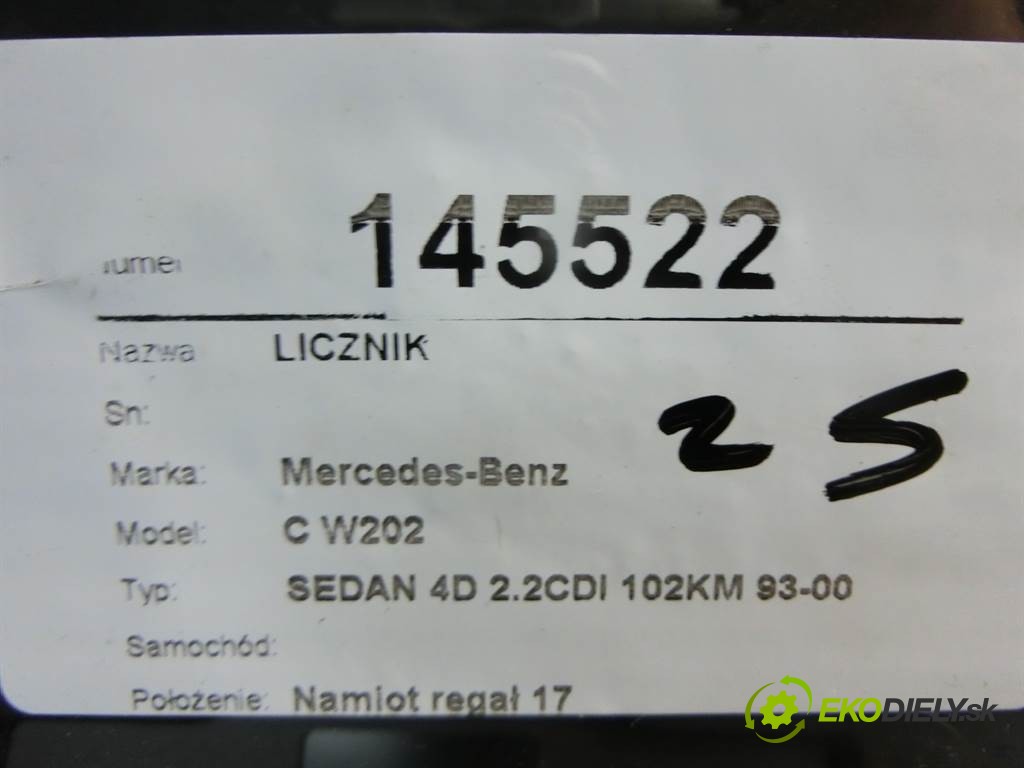 145522
Nazwa LICZNIK
Sn:
25
Marka: Mercedes-Benz
Model: C W202
Typ: SEDAN 4D 2.2CDI 102KM 93-00
Samochód:
Położenie: Namiot regał 17
EKODIELY.sk